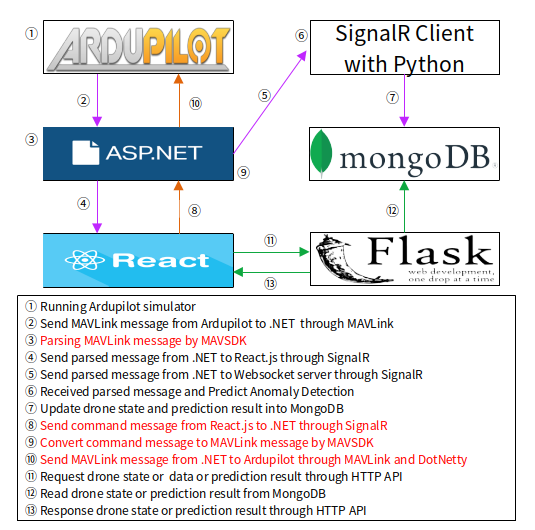 ① ARDUPILOT ⑥ SignalR Client
with Python
② ⑩ ⑤ ⑦
③ ASP.NET ⑨ mongoDB
④ ⑧ ⑫
React ⑪ Flask
web development,
one drop at a time
⑬
① Running Ardupilot simulator
② Send MAVLink message from Ardupilot to .NET through MAVLink
③ Parsing MAVLink message by MAVSDK
④ Send parsed message from .NET to React.js through SignalR
⑤ Send parsed message from .NET to Websocket server through SignalR
⑥ Received parsed message and Predict Anomaly Detection
⑦ Update drone state and prediction result into MongoDB
⑧ Send command message from React.js to .NET through SignalR
⑨ Convert command message to MAVLink message by MAVSDK
⑩ Send MAVLink message from .NET to Ardupilot through MAVLink and DotNetty
⑪ Request drone state or  data or prediction result through HTTP API
⑫ Read drone state or prediction result from MongoDB
⑬ Response drone state or prediction result through HTTP API